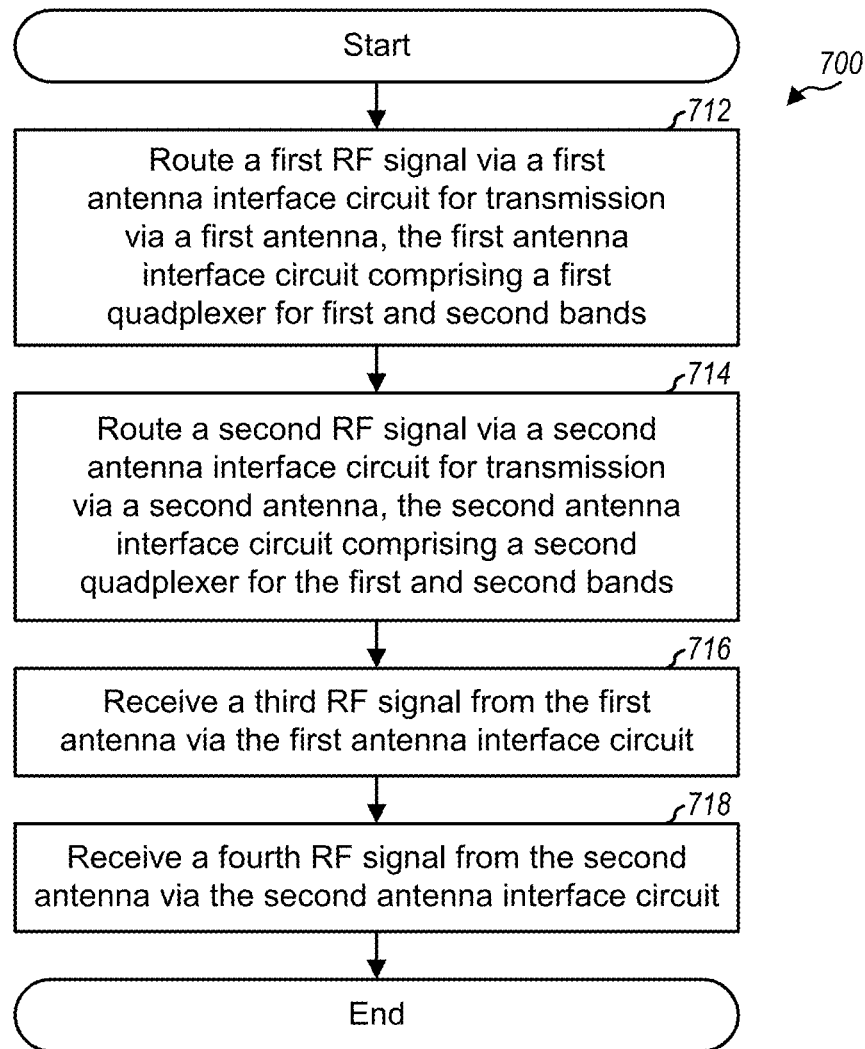 Start
700
712
Route a first RF signal via a first
antenna interface circuit for transmission
via a first antenna, the first antenna
interface circuit comprising a first
quadplexer for first and second bands
714
Route a second RF signal via a second
antenna interface circuit for transmission
via a second antenna, the second antenna
interface circuit comprising a second
quadplexer for the first and second bands
716
Receive a third RF signal from the first
antenna via the first antenna interface circuit
718
Receive a fourth RF signal from the second
antenna via the second antenna interface circuit
End